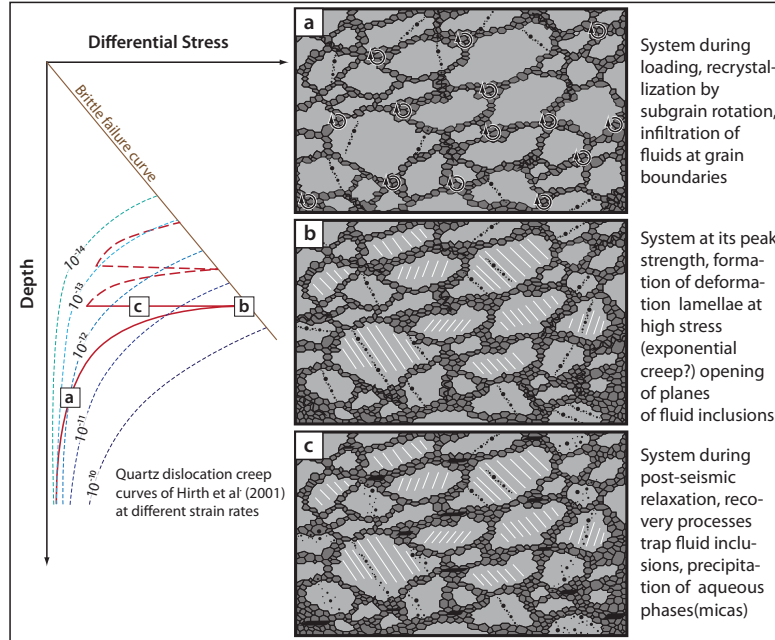 Differential Stress
Depth
Brittle failure curve
10⁻¹⁴
10⁻¹³
10⁻¹²
10⁻¹¹
10⁻¹⁰
c
b
a
Quartz dislocation creep
curves of Hirth et al (2001)
at different strain rates
a
System during
loading, recrystal-
lization by
subgrain rotation,
infiltration of
fluids at grain
boundaries
b
System at its peak
strength, forma-
tion of deforma-
tion lamellae at
high stress
(exponential
creep?) opening
of planes
of fluid inclusions
c
System during
post-seismic
relaxation, reco-
very processes
trap fluid inclu-
sions, precipita-
tion of aqueous
phases(micas)